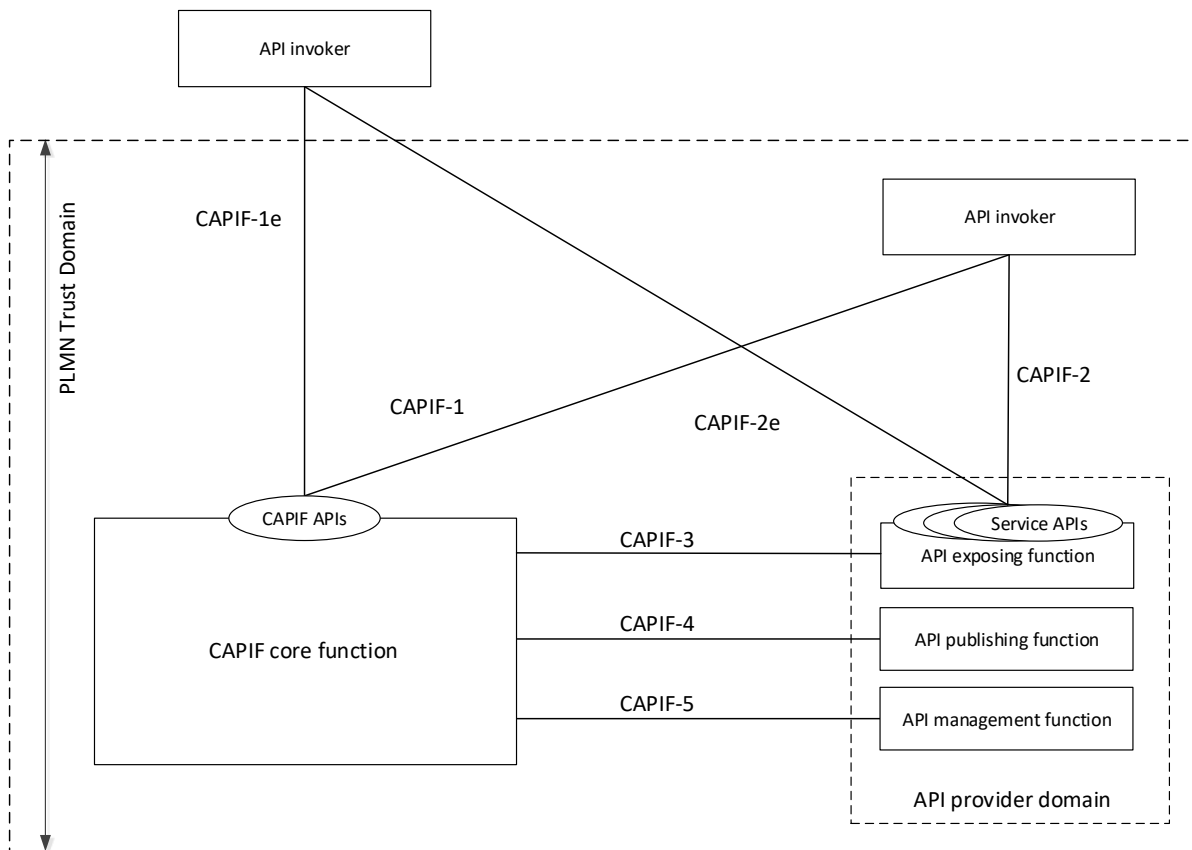 API invoker
PLMN Trust Domain
CAPIF-1e
API invoker
CAPIF-1
CAPIF-2e
CAPIF-2
CAPIF APIs
Service APIs
CAPIF-3
API exposing function
CAPIF core function
CAPIF-4
API publishing function
CAPIF-5
API management function
API provider domain